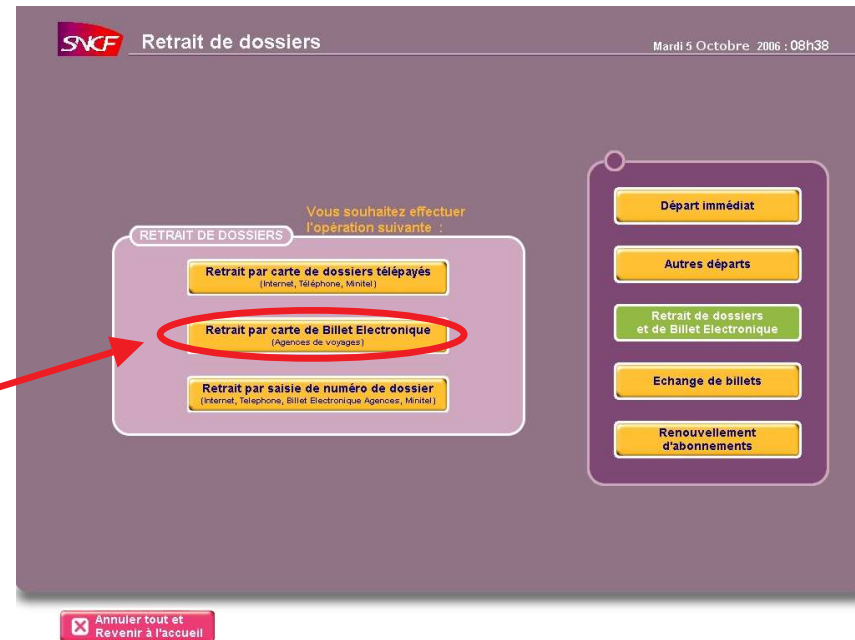 SNCF Retrait de dossiers
Mardi 5 Octobre 2006 : 08h38
Vous souhaitez effectuer
l'opération suivante :
RETRAIT DE DOSSIERS
Retrait par carte de dossiers télépayés
(Internet, Téléphone, Minitel)
Retrait par carte de Billet Electronique
(Agences de voyages)
Retrait par saisie de numéro de dossier
(Internet, Telephone, Billet Electronique Agences, Minitel)
Départ immédiat
Autres départs
Retrait de dossiers
et de Billet Electronique
Echange de billets
Renouvellement
d'abonnements
Annuler tout et
Revenir à l'accueil